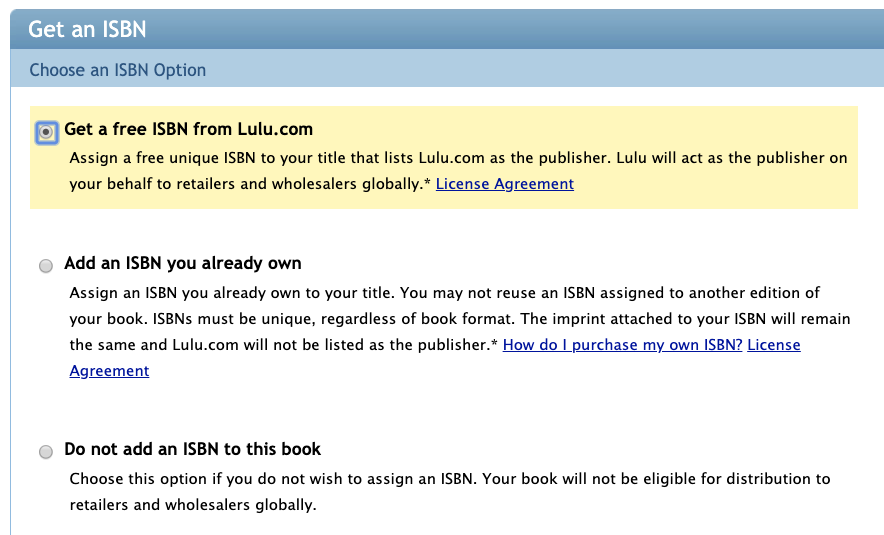 Get an ISBN
Choose an ISBN Option
Get a free ISBN from Lulu.com
Assign a free unique ISBN to your title that lists Lulu.com as the publisher. Lulu will act as the publisher on
your behalf to retailers and wholesalers globally.* License Agreement
Add an ISBN you already own
Assign an ISBN you already own to your title. You may not reuse an ISBN assigned to another edition of
your book. ISBNs must be unique, regardless of book format. The imprint attached to your ISBN will remain
the same and Lulu.com will not be listed as the publisher.* How do I purchase my own ISBN? License
Agreement
Do not add an ISBN to this book
Choose this option if you do not wish to assign an ISBN. Your book will not be eligible for distribution to
retailers and wholesalers globally.